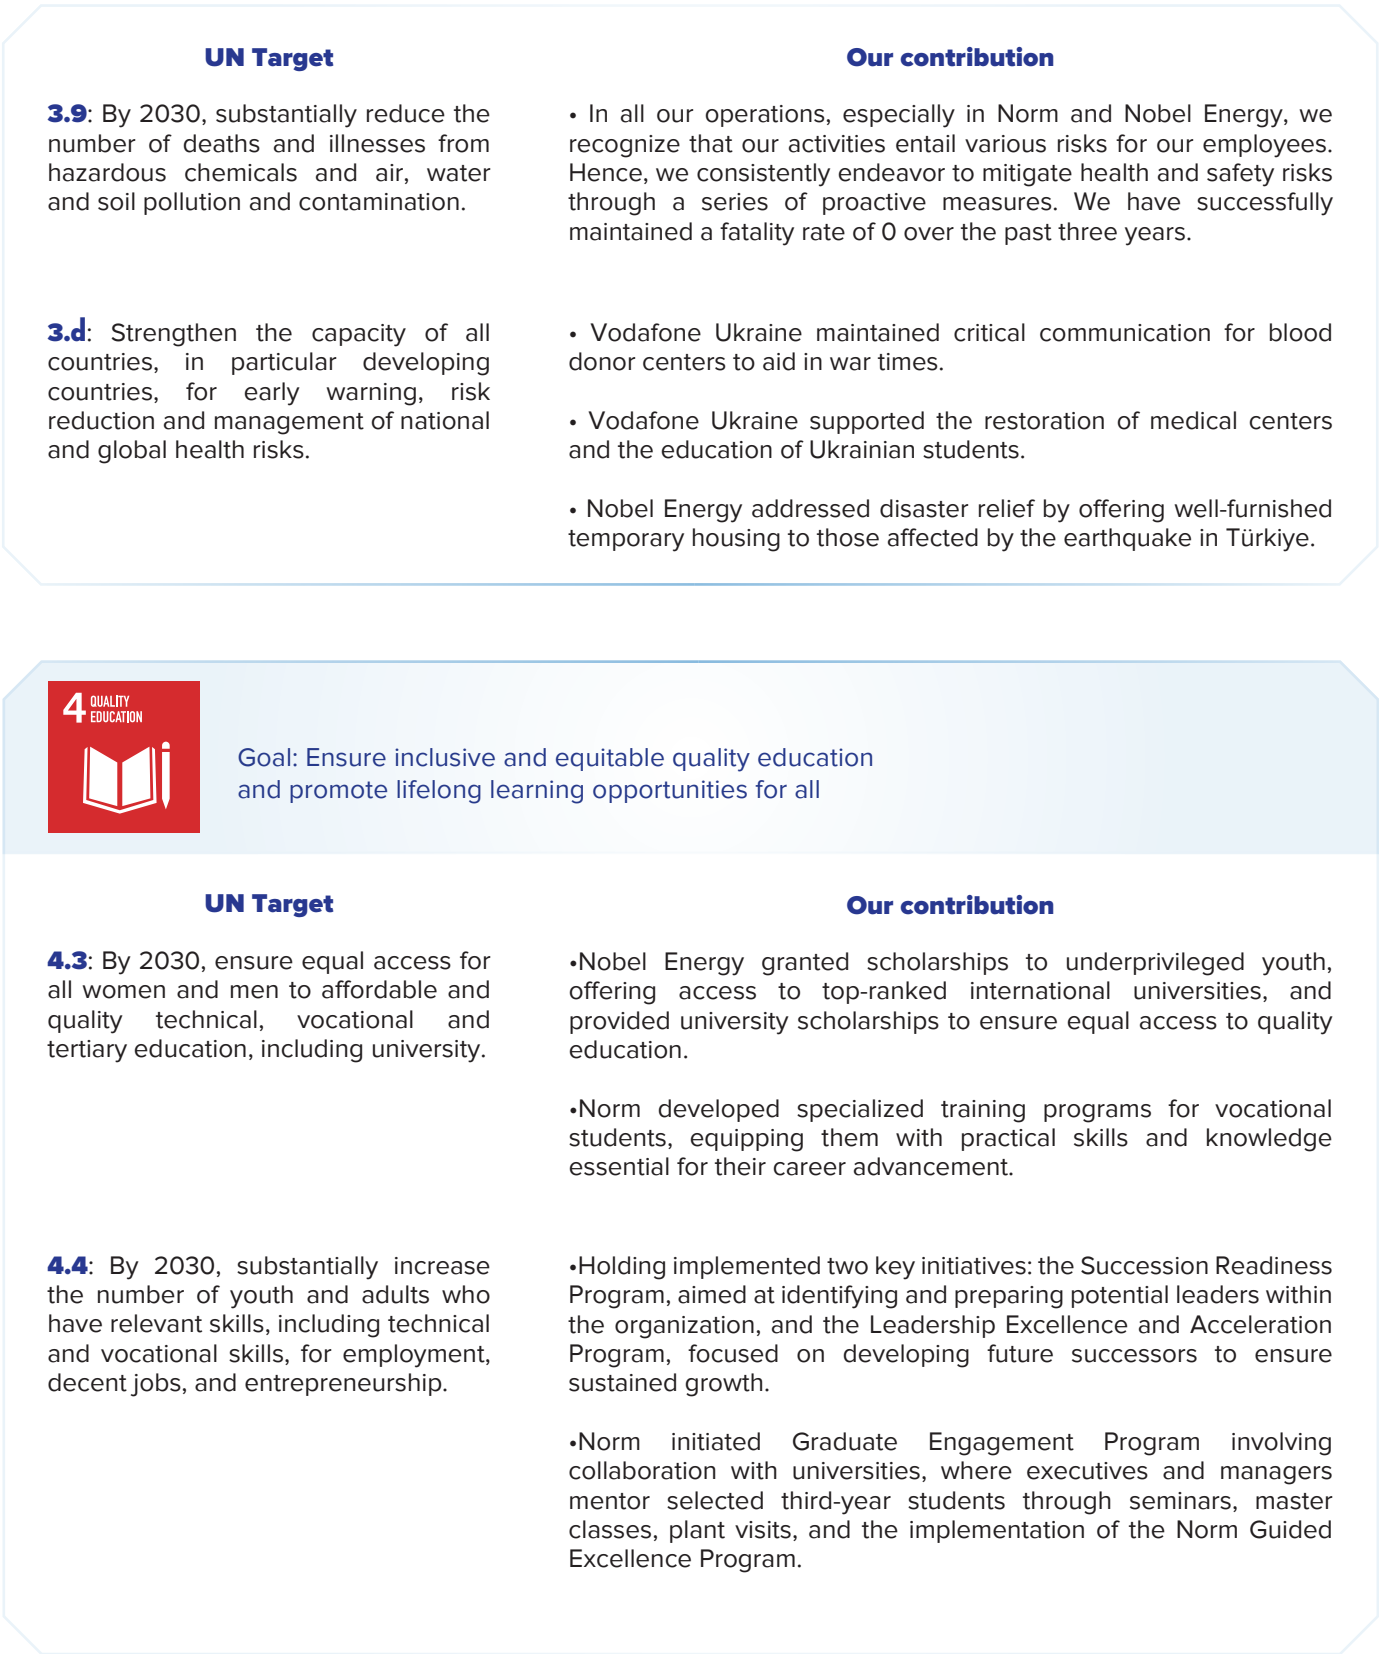 UN Target
Our contribution
3.9: By 2030, substantially reduce the
number of deaths and illnesses from
hazardous chemicals and air, water
and soil pollution and contamination.
• In all our operations, especially in Norm and Nobel Energy, we
recognize that our activities entail various risks for our employees.
Hence, we consistently endeavor to mitigate health and safety risks
through a series of proactive measures. We have successfully
maintained a fatality rate of 0 over the past three years.
3.d: Strengthen the capacity of all
countries, in particular developing
countries, for early warning, risk
reduction and management of national
and global health risks.
• Vodafone Ukraine maintained critical communication for blood
donor centers to aid in war times.
• Vodafone Ukraine supported the restoration of medical centers
and the education of Ukrainian students.
• Nobel Energy addressed disaster relief by offering well-furnished
temporary housing to those affected by the earthquake in Türkiye.
4 QUALITY
EDUCATION
Goal: Ensure inclusive and equitable quality education
and promote lifelong learning opportunities for all
UN Target
Our contribution
4.3: By 2030, ensure equal access for
all women and men to affordable and
quality technical, vocational and
tertiary education, including university.
•Nobel Energy granted scholarships to underprivileged youth,
offering access to top-ranked international universities, and
provided university scholarships to ensure equal access to quality
education.
•Norm developed specialized training programs for vocational
students, equipping them with practical skills and knowledge
essential for their career advancement.
4.4: By 2030, substantially increase
the number of youth and adults who
have relevant skills, including technical
and vocational skills, for employment,
decent jobs, and entrepreneurship.
•Holding implemented two key initiatives: the Succession Readiness
Program, aimed at identifying and preparing potential leaders within
the organization, and the Leadership Excellence and Acceleration
Program, focused on developing future successors to ensure
sustained growth.
•Norm initiated Graduate Engagement Program involving
collaboration with universities, where executives and managers
mentor selected third-year students through seminars, master
classes, plant visits, and the implementation of the Norm Guided
Excellence Program.